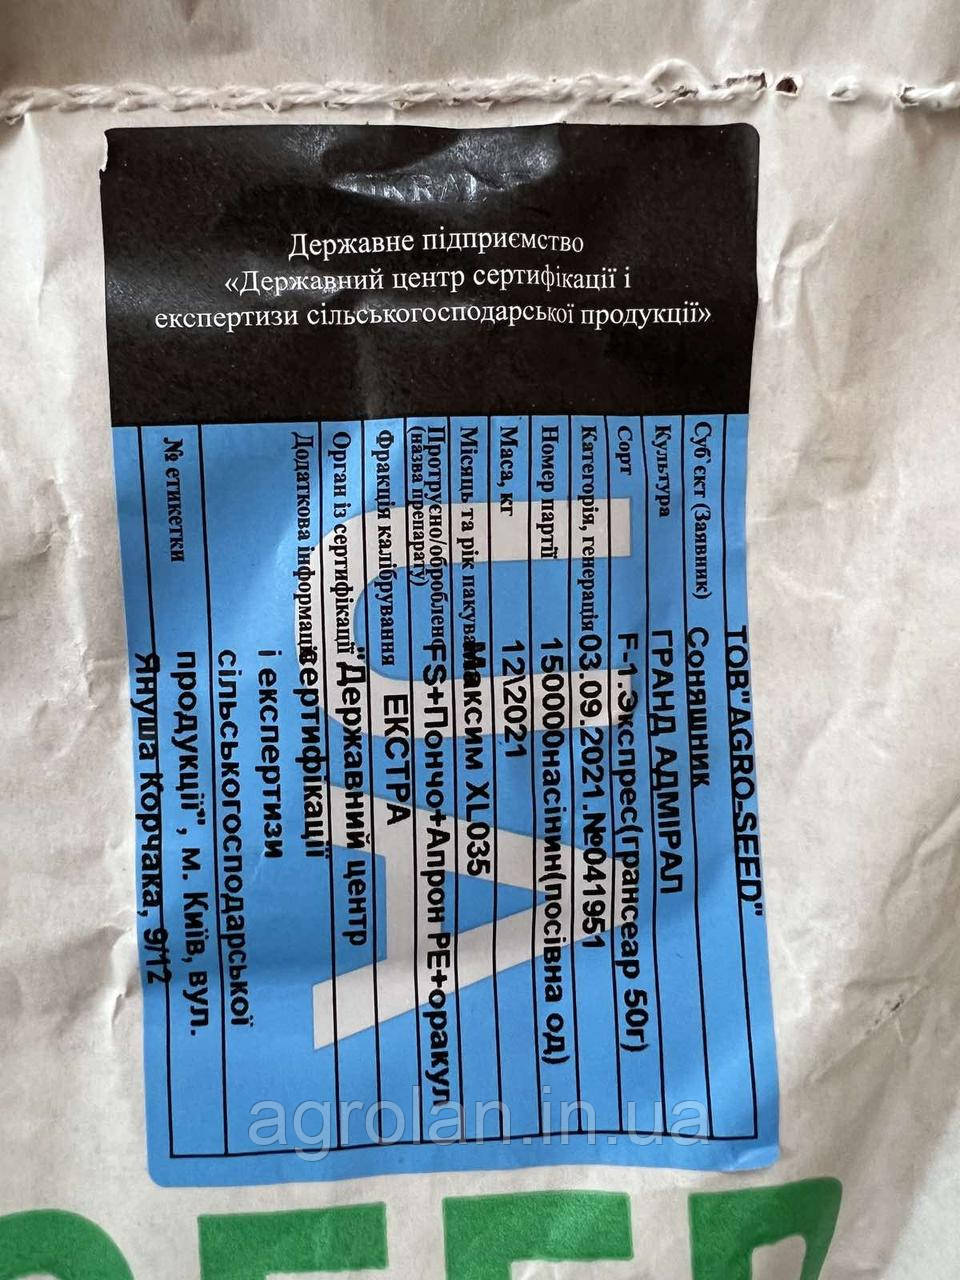 Державне підприємство
«Державний центр сертифікації і
експертизи сільськогосподарської продукції»
Суб`єкт (Заявник)
Культура
Сорт
Категорія, генерація
Номер партії
Маса, кг
Місяць та рік
Протруєно/оброблено
(назва препарату)
Фракція калібрування
Орган із сертифікації
Додаткова інформація
№ етикетки
ТОВ"AGRO-SEED"
Соняшник
ГРАНД АДМІРАЛ
F-1.Экспрес(грансеар 50г)
03.09.2021.№041951
150000насінин(посівна од)
12\2021
Максим XL035
FS+Пончо+Апрон РЕ+оракул
ЕКСТРА
"Державний центр
сертифікації
і експертизи
сільськогосподарської
продукції", м. Київ, вул.
Януша Корчака, 9/12
UA
agrolan.in.ua